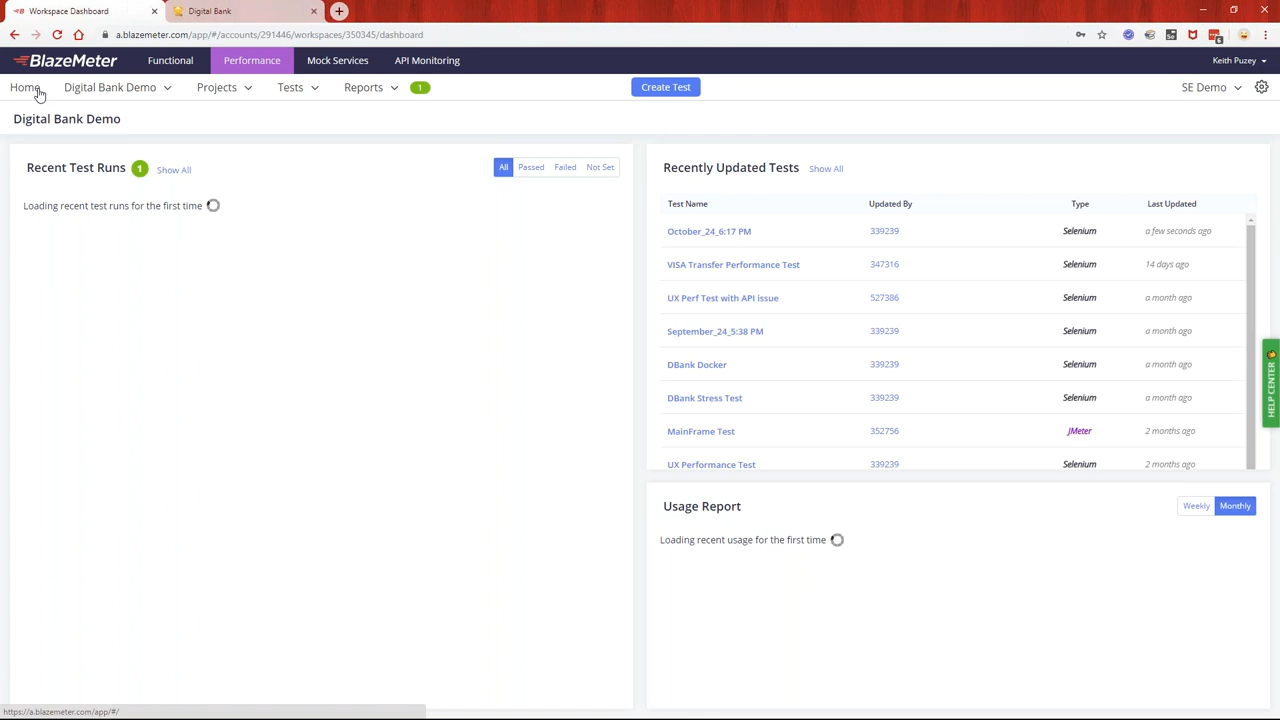 Workspace Dashboard
Digital Bank
a.blazemeter.com/app/#/accounts/291446/workspaces/350345/dashboard
BlazeMeter
Functional
Performance
Mock Services
API Monitoring
Keith Puzey
Home
Digital Bank Demo
Projects
Tests
Reports
1
Create Test
SE Demo
Digital Bank Demo
Recent Test Runs 1 Show All
All Passed Failed Not Set
Loading recent test runs for the first time
Recently Updated Tests Show All
Test Name Updated By Type Last Updated
October_24_6:17 PM 339239 Selenium a few seconds ago
VISA Transfer Performance Test 347316 Selenium 14 days ago
UX Perf Test with API issue 527386 Selenium a month ago
September_24_5:38 PM 339239 Selenium a month ago
DBank Docker 339239 Selenium a month ago
DBank Stress Test 339239 Selenium a month ago
MainFrame Test 352756 JMeter 2 months ago
UX Performance Test 339239 Selenium 2 months ago
HELP CENTER
Usage Report
Weekly Monthly
Loading recent usage for the first time
https://a.blazemeter.com/app/#/